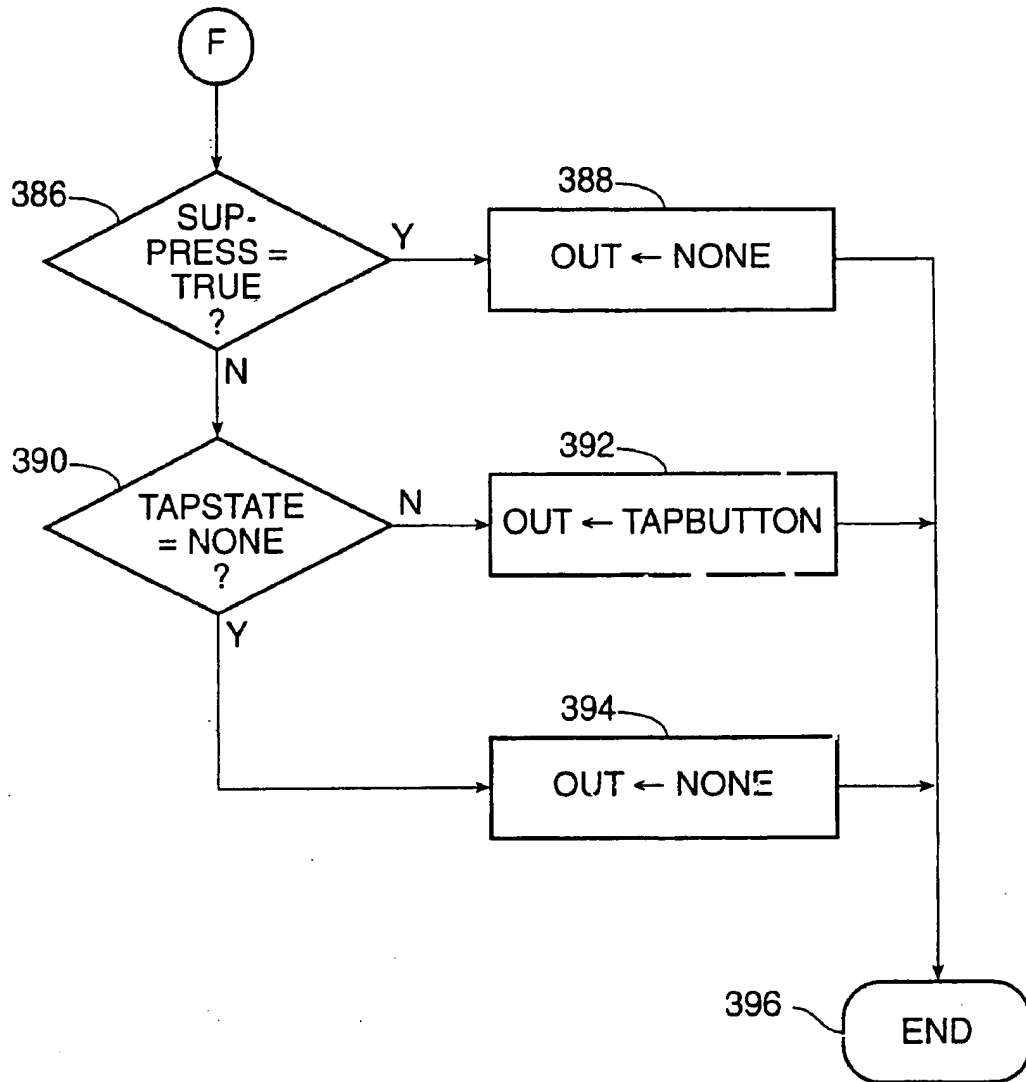 F
386
SUP-
PRESS =
TRUE
?
Y
388
OUT ← NONE
N
390
TAPSTATE
= NONE
?
N
392
OUT ← TAPBUTTON
Y
394
OUT ← NONE
396
END